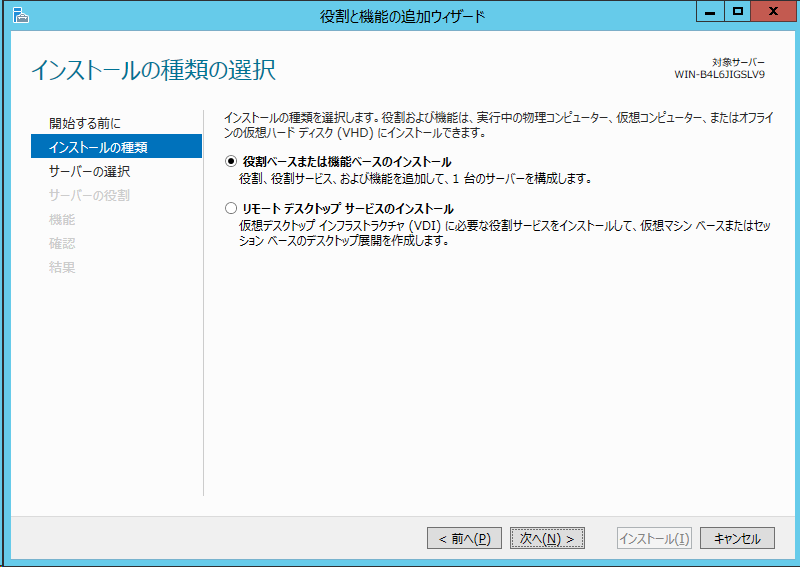 役割と機能の追加ウィザード
インストールの種類の選択
対象サーバー
WIN-B4L6JIGSLV9
開始する前に
インストールの種類
サーバーの選択
サーバーの役割
機能
確認
結果
インストールの種類を選択します。役割および機能は、実行中の物理コンピューター、仮想コンピューター、またはオフライ
ンの仮想ハード ディスク (VHD) にインストールできます。
役割ベースまたは機能ベースのインストール
役割、役割サービス、および機能を追加して、1 台のサーバーを構成します。
リモート デスクトップ サービスのインストール
仮想デスクトップ インフラストラクチャ (VDI) に必要な役割サービスをインストールして、仮想マシン ベースまたはセッ
ション ベースのデスクトップ展開を作成します。
< 前へ(P)
次へ(N) >
インストール(I)
キャンセル